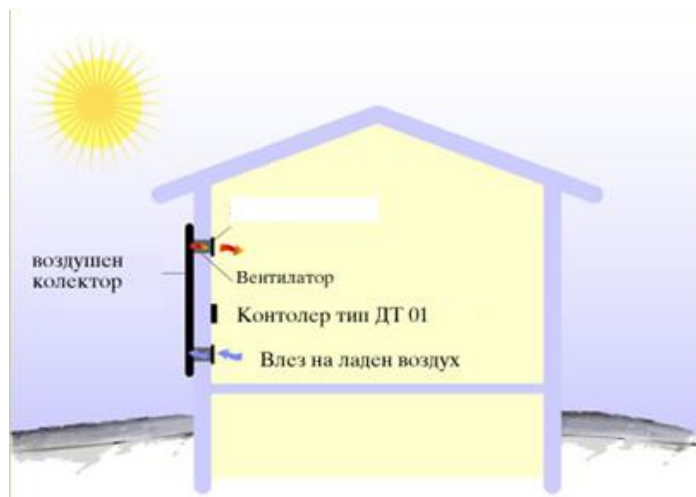 воздушен
колектор
Вентилатор
Контолер тип ДТ 01
Влез на ладен воздух